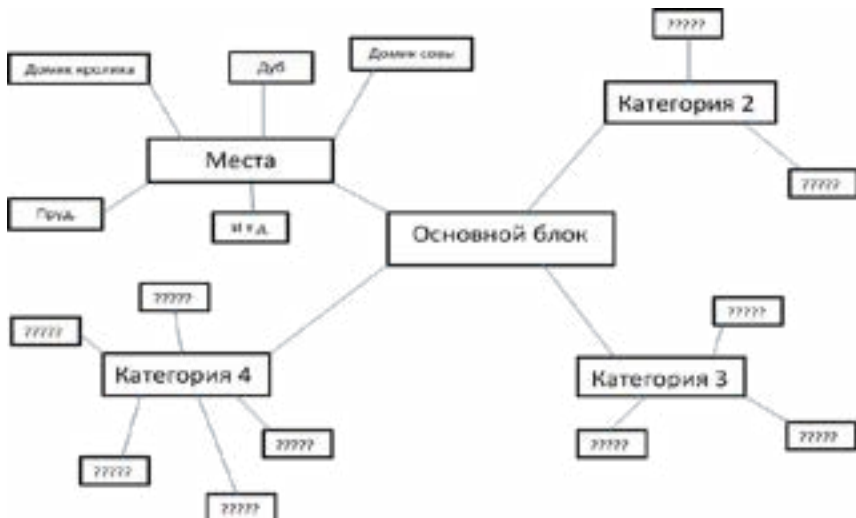 ?????
Домик кролика
Дуб
Домик совы
Категория 2
Места
?????
Пруд
И т.д.
Основной блок
?????
?????
?????
Категория 4
Категория 3
?????
?????
?????
?????
?????